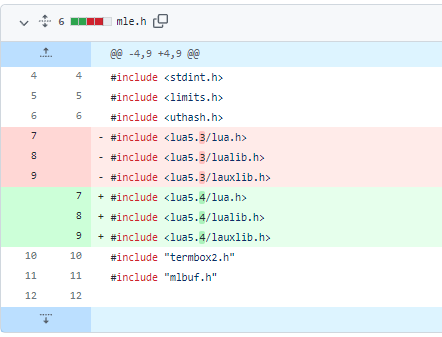 6 mle.h
@@ -4,9 +4,9 @@
4 4 #include <stdint.h>
5 5 #include <limits.h>
6 6 #include <uthash.h>
7 - #include <lua5.3/lua.h>
8 - #include <lua5.3/lualib.h>
9 - #include <lua5.3/lauxlib.h>
7 + #include <lua5.4/lua.h>
8 + #include <lua5.4/lualib.h>
9 + #include <lua5.4/lauxlib.h>
10 10 #include "termbox2.h"
11 11 #include "mlbuf.h"
12 12